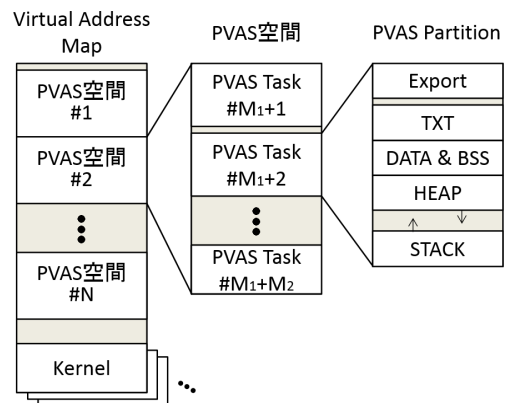 Virtual Address
Map
PVAS空間
#1
PVAS空間
#2
PVAS空間
#N
Kernel
PVAS空間
PVAS Task
#M1+1
PVAS Task
#M1+2
PVAS Task
#M1+M2
PVAS Partition
Export
TXT
DATA & BSS
HEAP
STACK